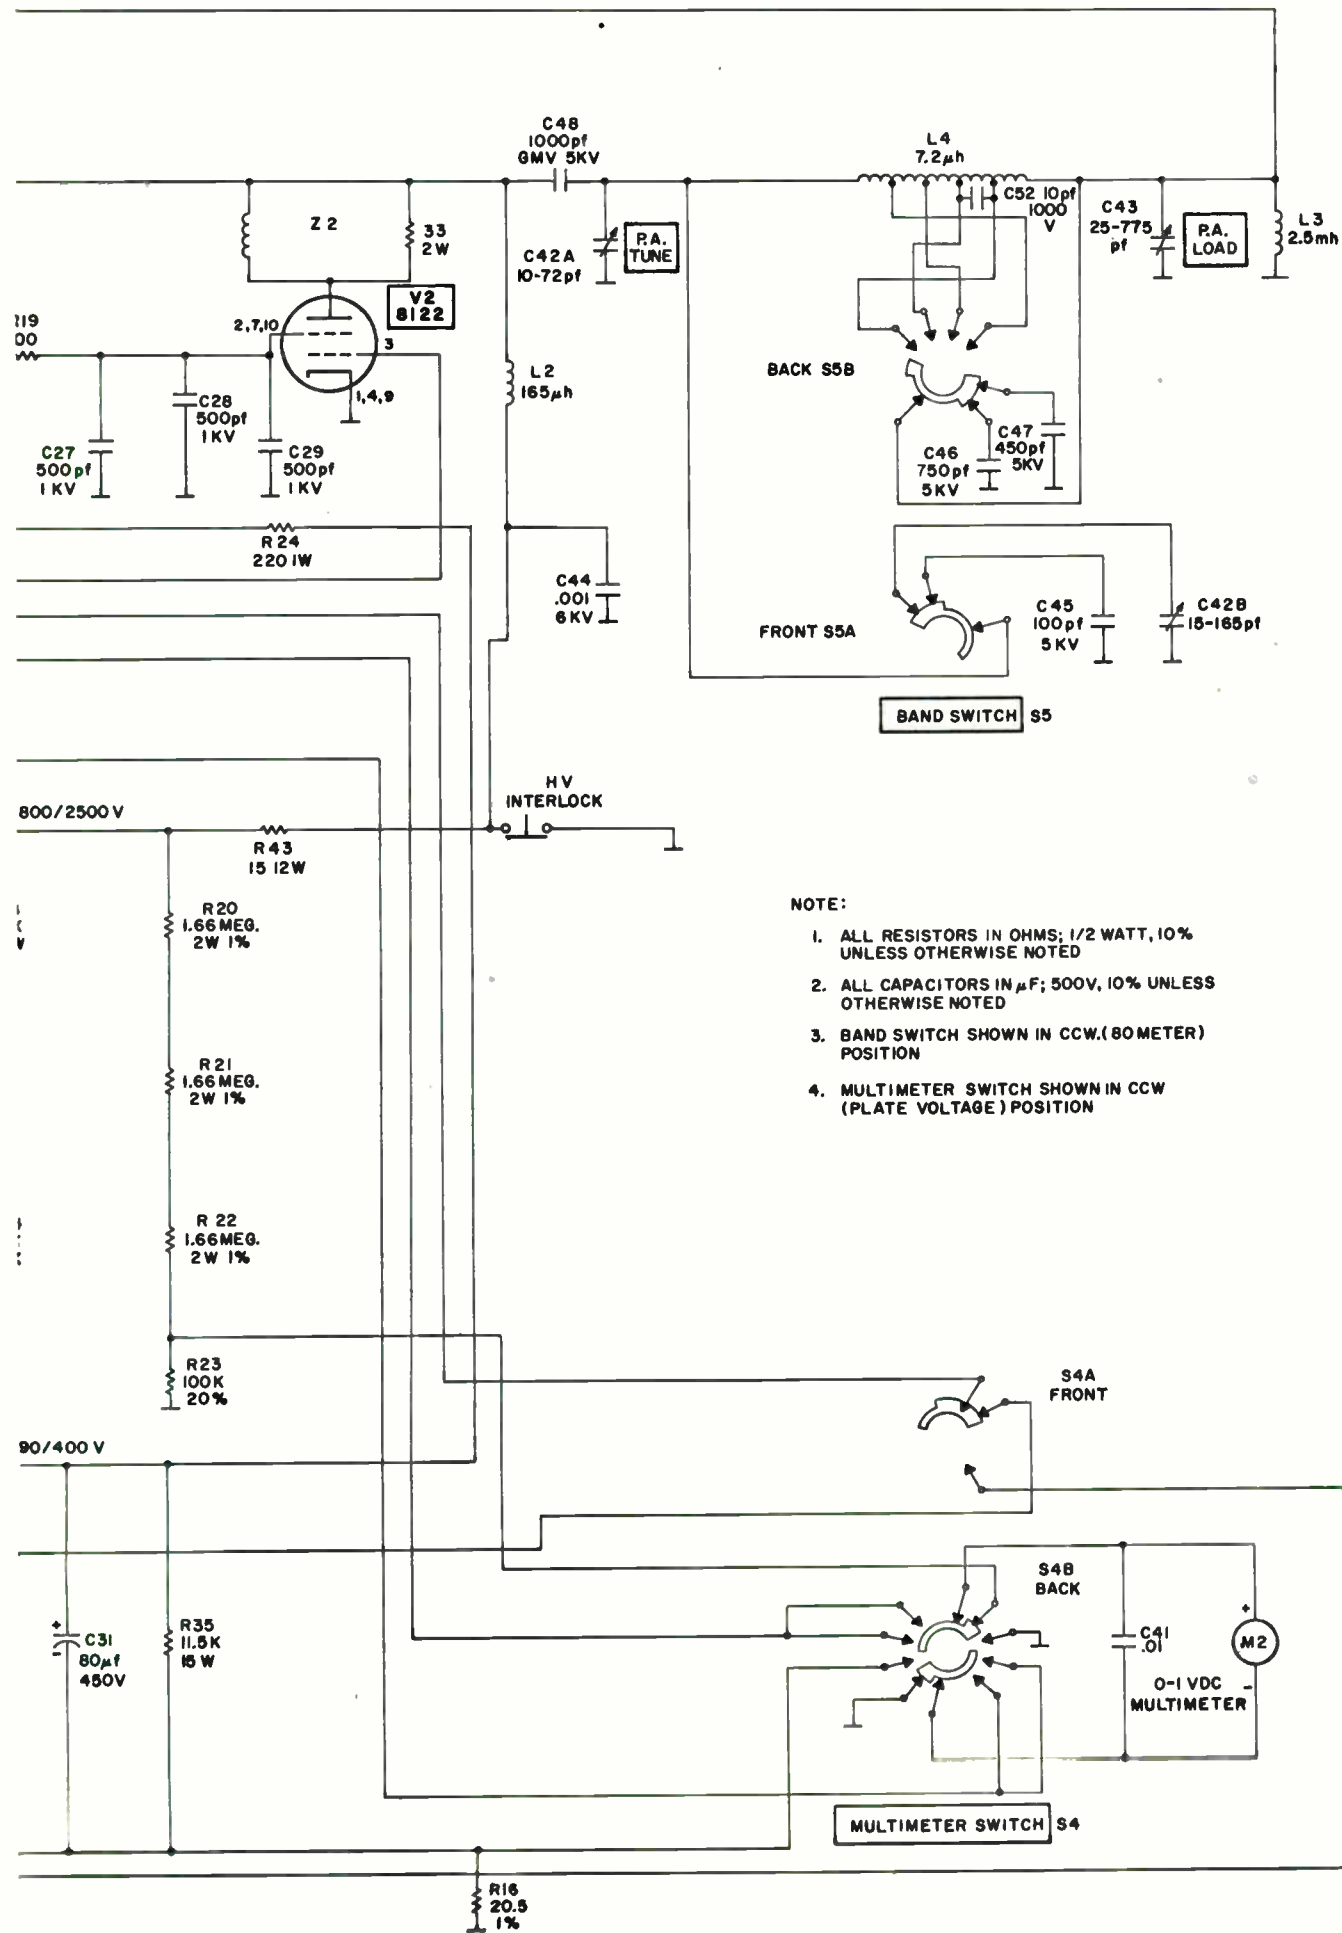 C48
1000pf
GMV 5KV
L4
7.2μh
C52 10pf
1000
V
C43
25-775
pf
P.A.
LOAD
L3
2.5mh
Z 2
33
2W
C42A
10-72pf
P.A.
TUNE
V2
8122
2,7,10
3
1,4,9
R19
00
L2
165μh
BACK S5B
C28
500pf
1KV
C27
500pf
1KV
C29
500pf
1KV
C46
750pf
5KV
C47
450pf
5KV
R 24
220 1W
C44
.001
6KV
FRONT S5A
C45
100pf
5KV
C42B
15-165pf
BAND SWITCH S5
HV
INTERLOCK
800/2500 V
R43
15 12W
R20
1.66 MEG.
2W 1%
NOTE:
1. ALL RESISTORS IN OHMS; 1/2 WATT, 10%
UNLESS OTHERWISE NOTED
2. ALL CAPACITORS IN μF; 500V, 10% UNLESS
OTHERWISE NOTED
3. BAND SWITCH SHOWN IN CCW.(80 METER)
POSITION
4. MULTIMETER SWITCH SHOWN IN CCW
(PLATE VOLTAGE) POSITION
R21
1.66 MEG.
2W 1%
R 22
1.66 MEG.
2W 1%
R23
100K
20%
S4A
FRONT
90/400 V
S4B
BACK
+
C31
-
80μf
450V
R35
11.5K
15 W
C41
.01
+
M2
-
0-1 VDC
MULTIMETER
MULTIMETER SWITCH S4
R16
20.5
1%